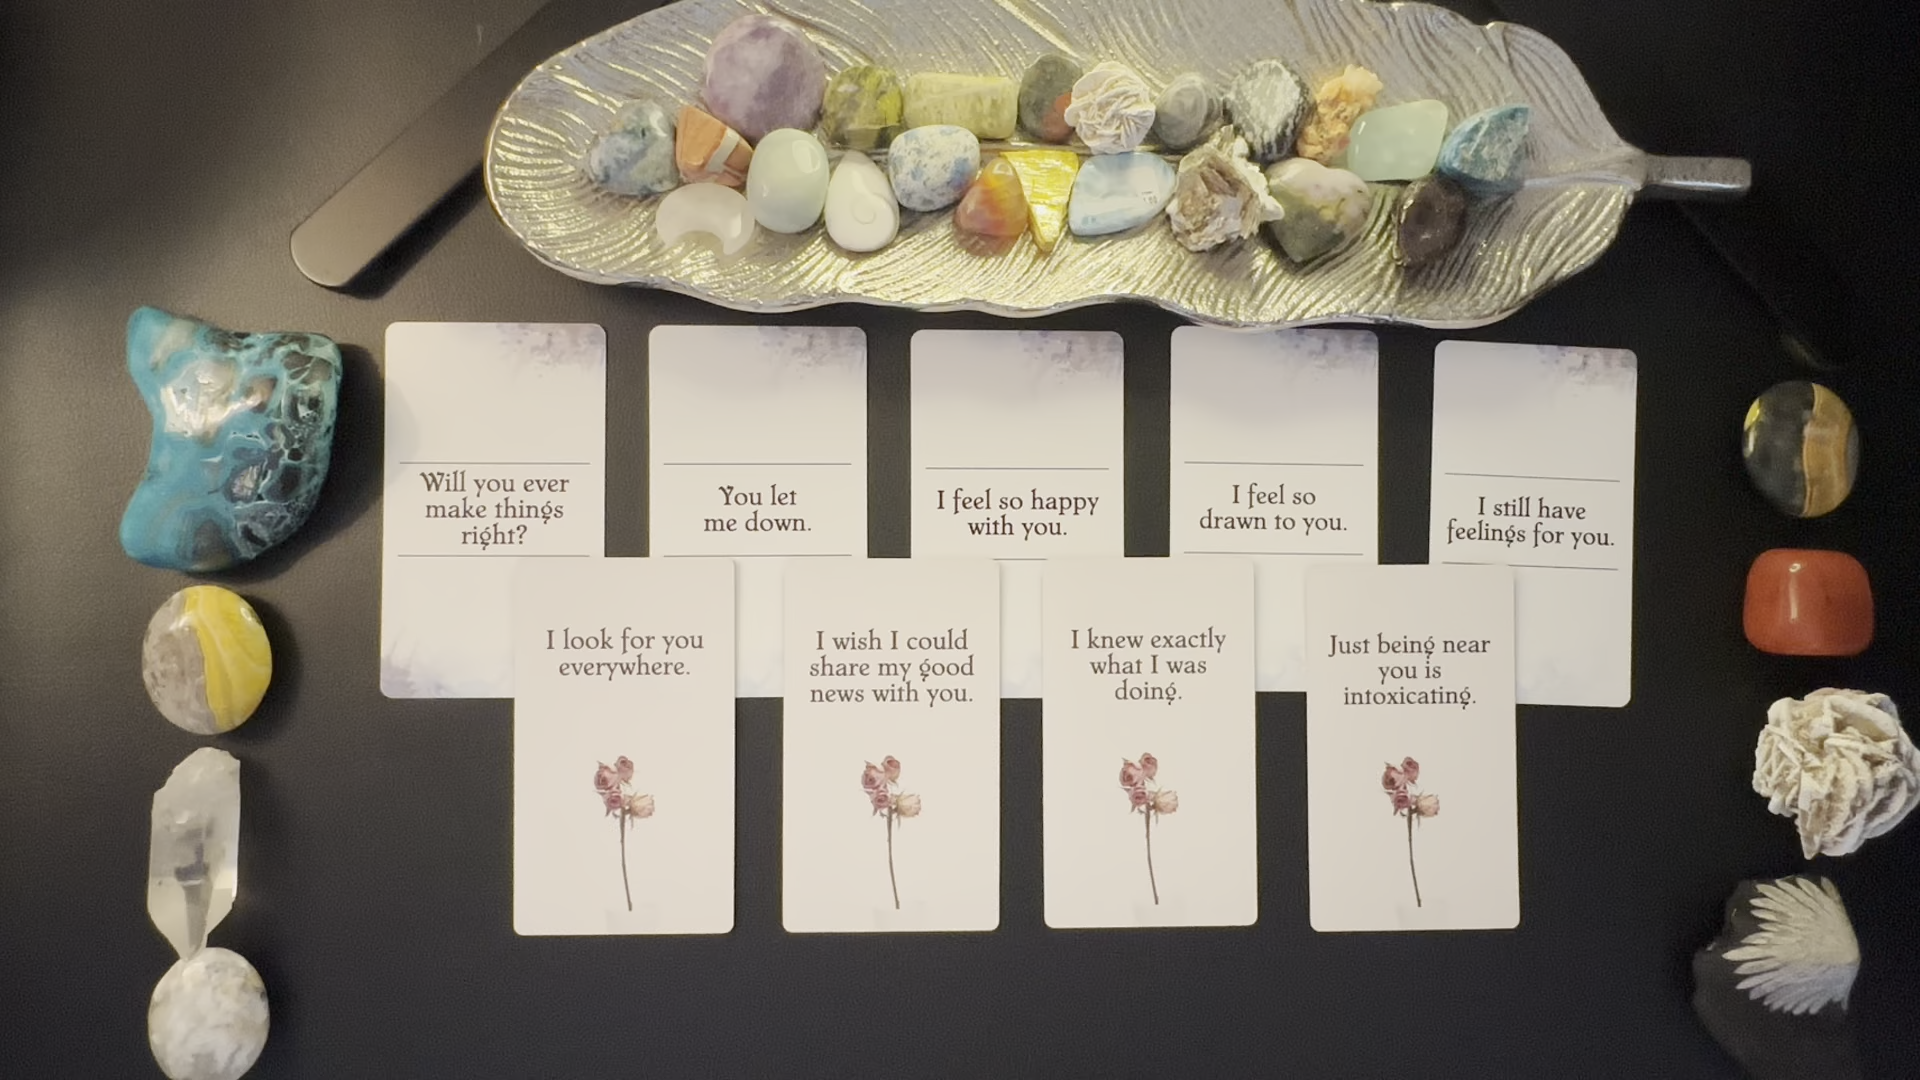 Will you ever
make things
right?
You let
me down.
I feel so happy
with you.
I feel so
drawn to you.
I still have
feelings for you.
I look for you
everywhere.
I wish I could
share my good
news with you.
I knew exactly
what I was
doing.
Just being near
you is
intoxicating.